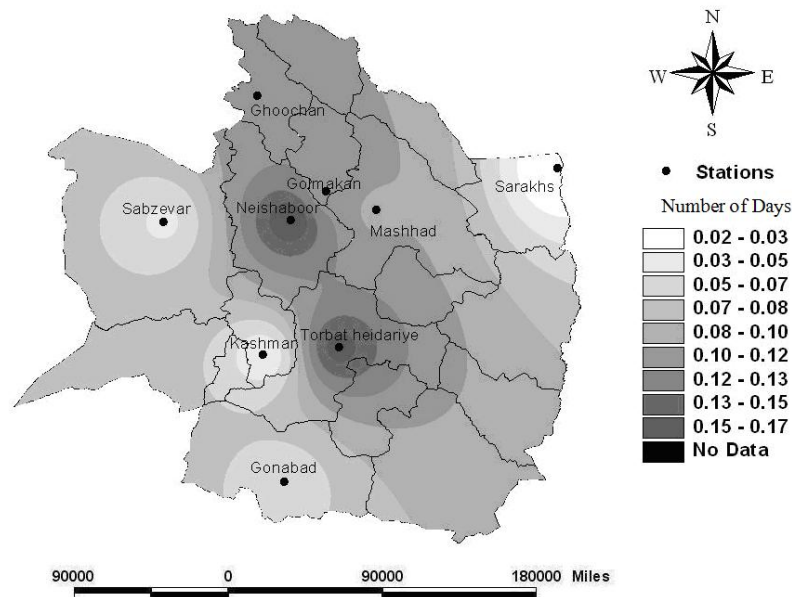 N
W E
S
Stations
Number of Days
0.02 - 0.03
0.03 - 0.05
0.05 - 0.07
0.07 - 0.08
0.08 - 0.10
0.10 - 0.12
0.12 - 0.13
0.13 - 0.15
0.15 - 0.17
No Data
Ghoochan
Golmakan
Sarakhs
Sabzevar
Neishaboor
Mashhad
Kashmar
Torbat heidariye
Gonabad
90000 0 90000 180000 Miles